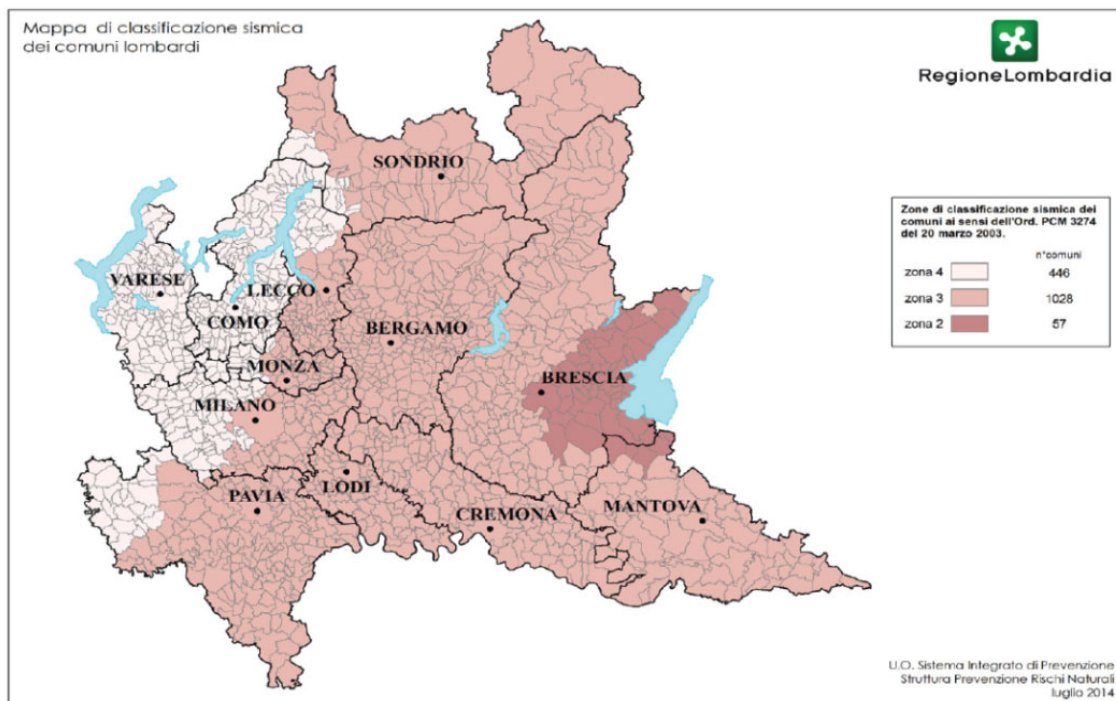 Mappa di classificazione sismica
dei comuni lombardi
RegioneLombardia
SONDRIO
VARESE
LECCO
COMO
BERGAMO
MONZA
BRESCIA
MILANO
PAVIA
LODI
CREMONA
MANTOVA
Zone di classificazione sismica dei
comuni ai sensi dell'Ord. PCM 3274
del 20 marzo 2003.
n°comuni
zona 4 446
zona 3 1028
zona 2 57
U.O. Sistema Integrato di Prevenzione
Struttura Prevenzione Rischi Naturali
luglio 2014